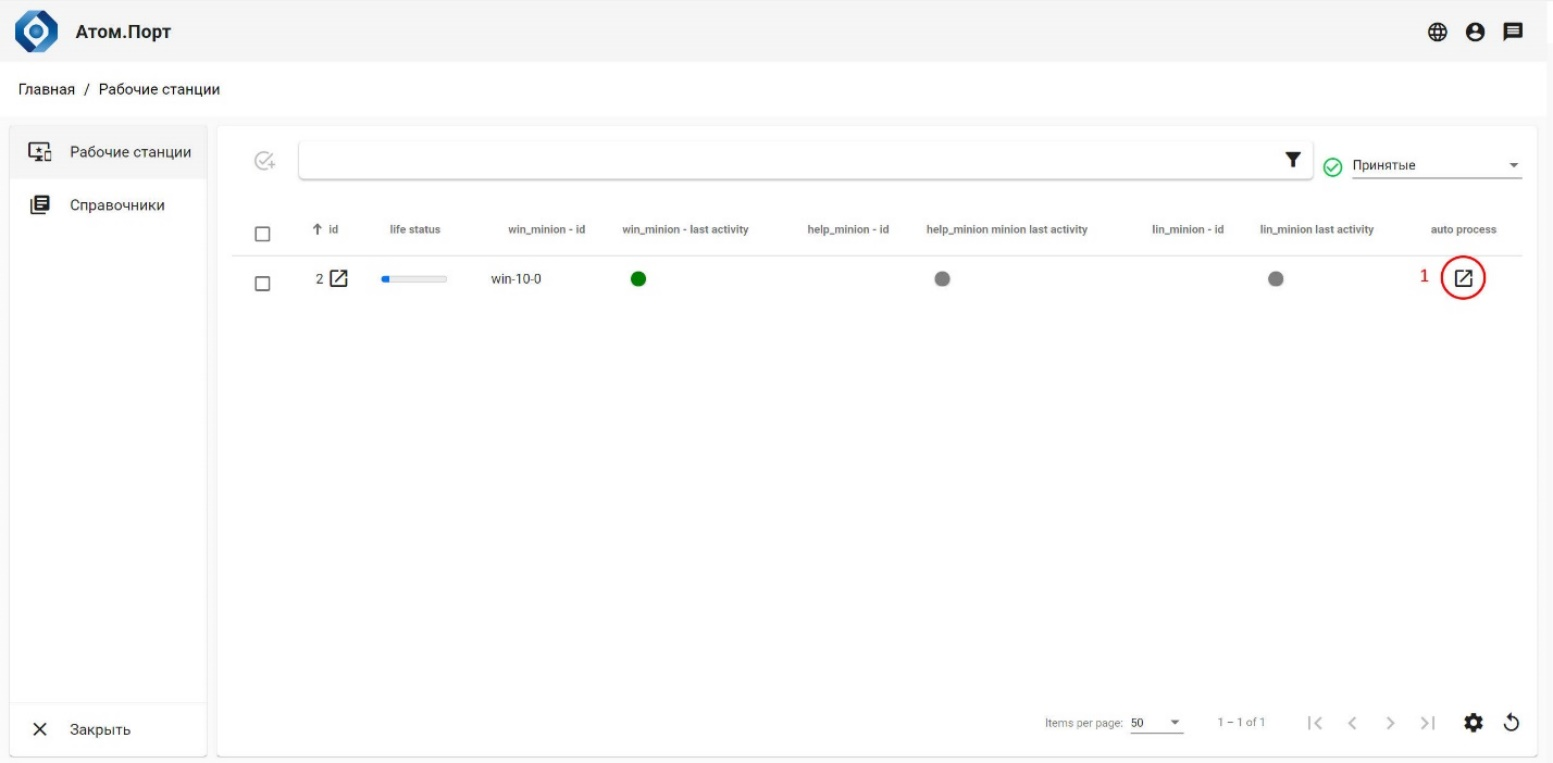 Атом.Порт
Главная / Рабочие станции
Рабочие станции
Справочники
Принятые
id life status win_minion - id win_minion - last activity help_minion - id help_minion minion last activity lin_minion - id lin_minion last activity auto process
2 win-10-0 1
Закрыть
Items per page: 50 1 – 1 of 1